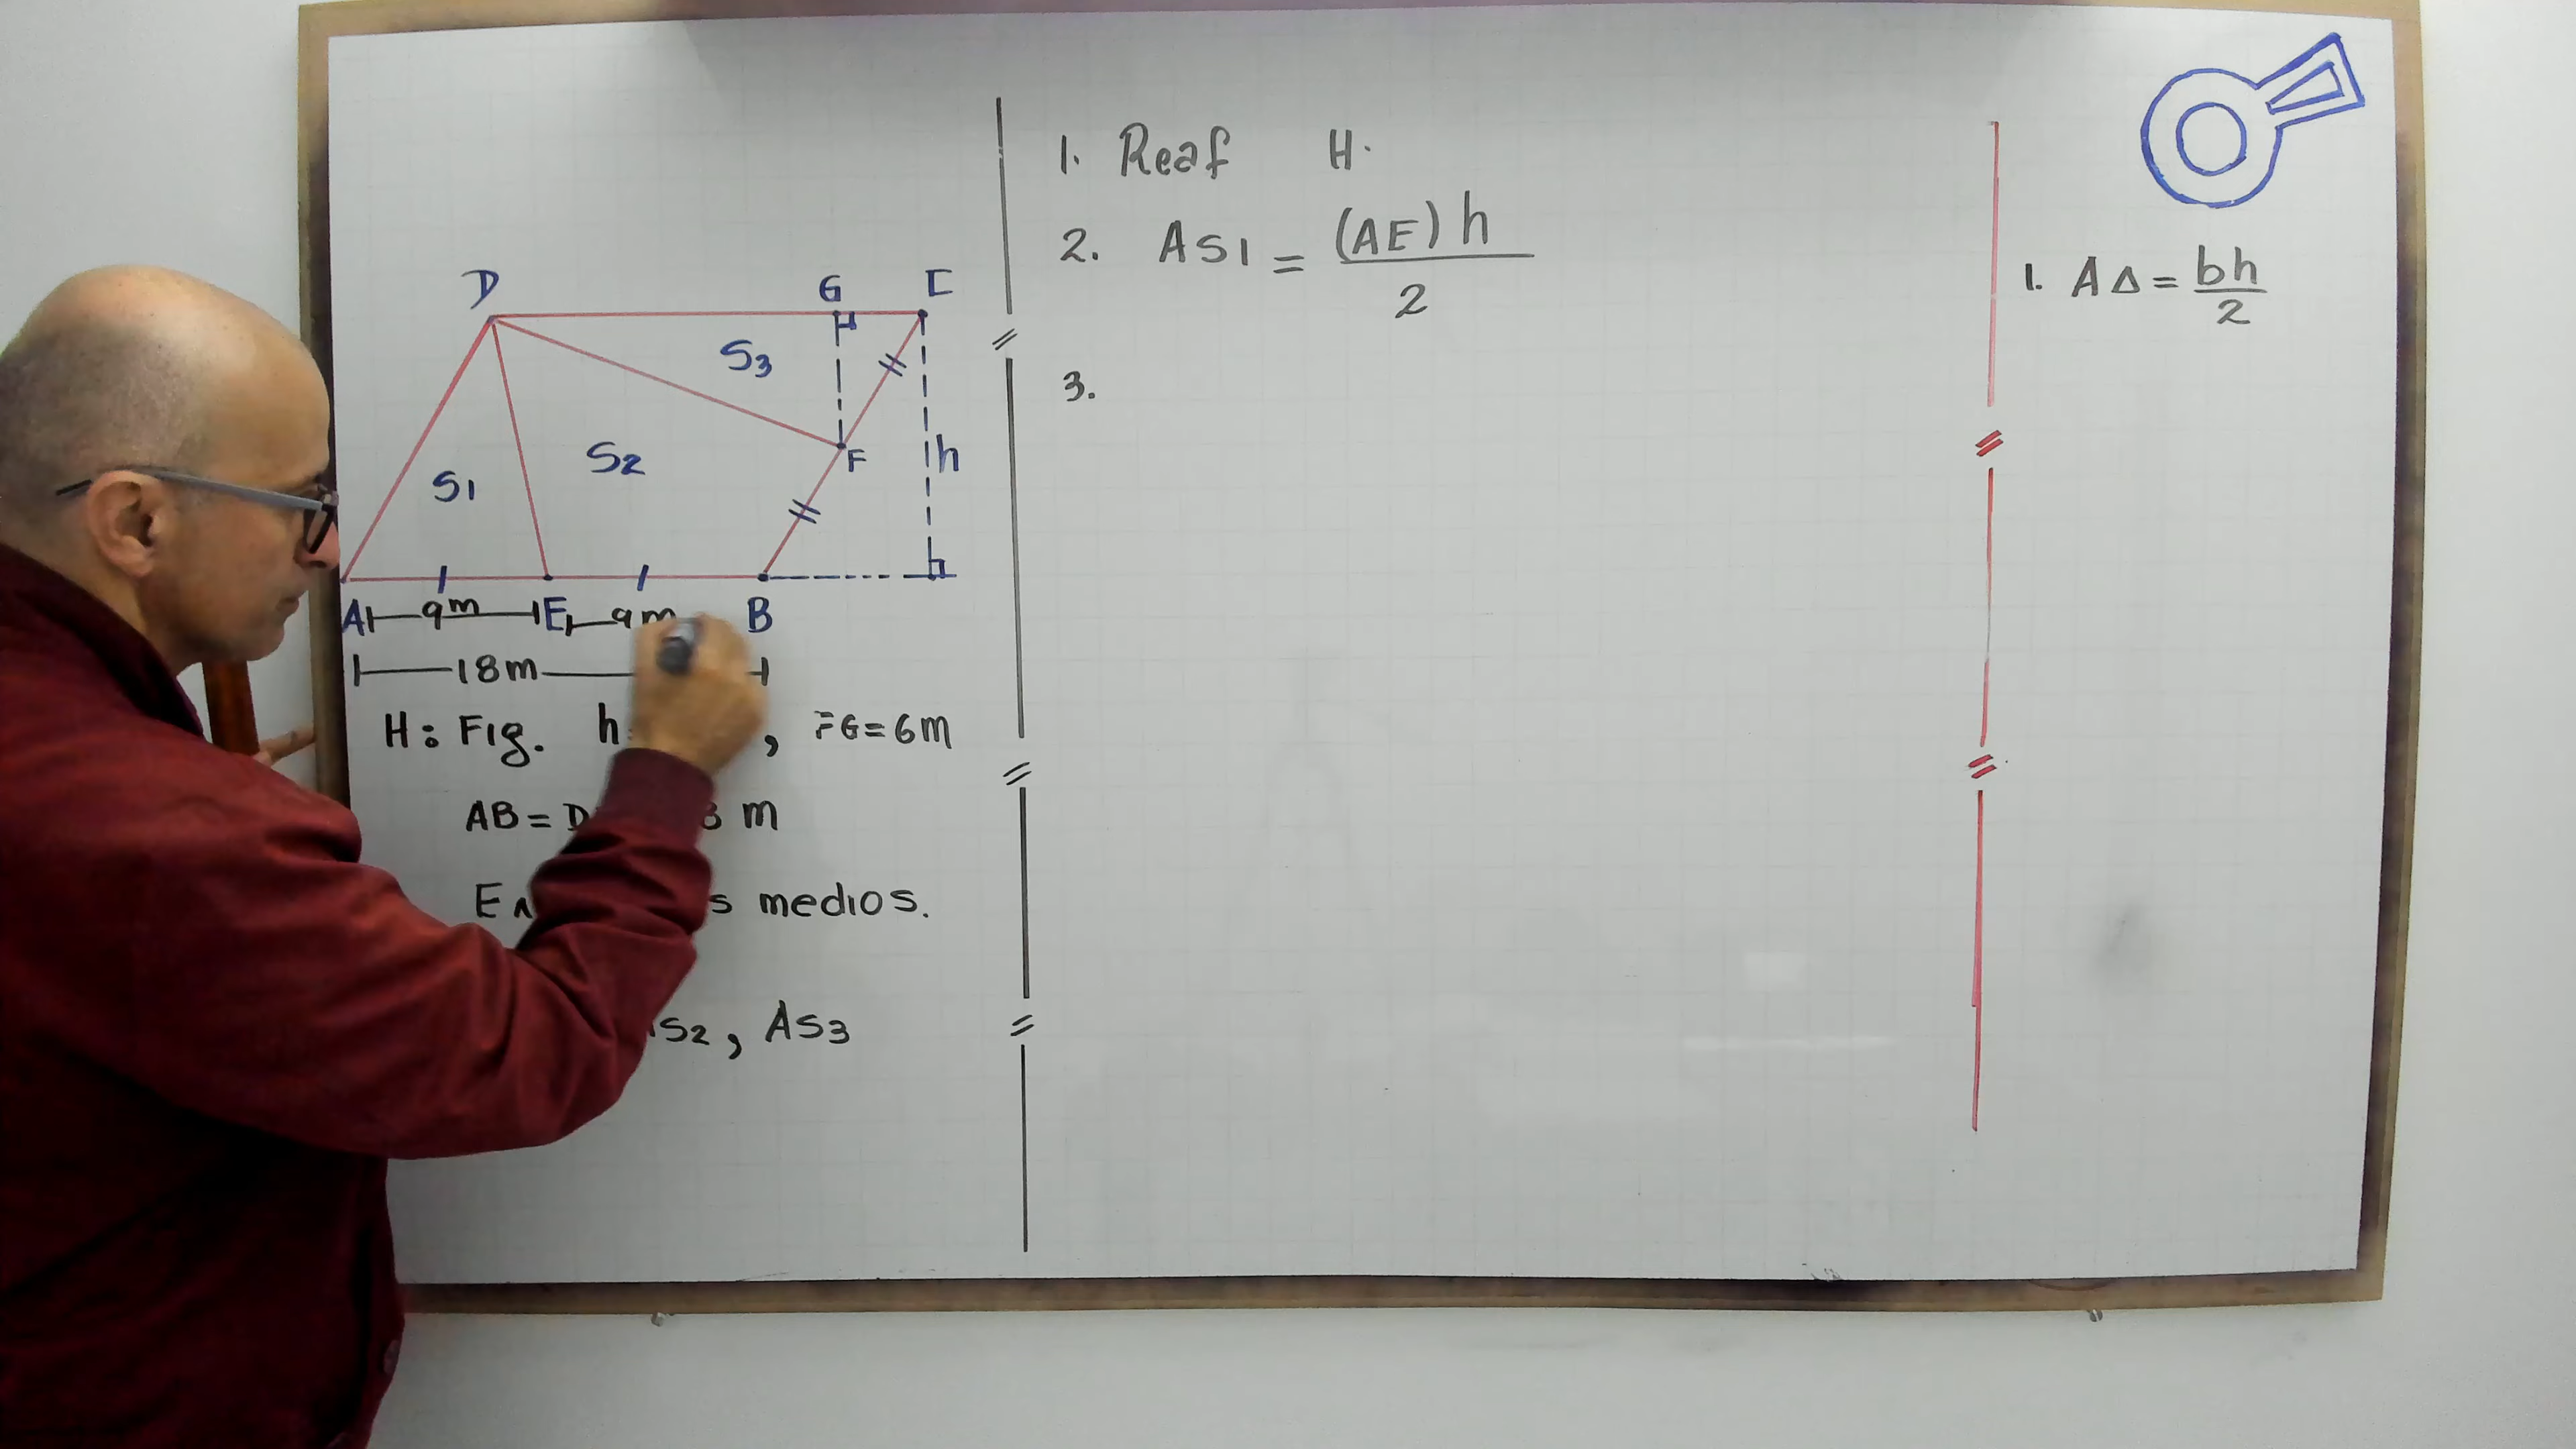 D G C
S3
S2 F h
S1
A 9m E 9m B
18m
H: Fig. h , FG=6m
AB = D m
medios.
S2, AS3
1. Reaf H.
2. AS1 = (AE) h
2
3.
1. A△ = bh
2